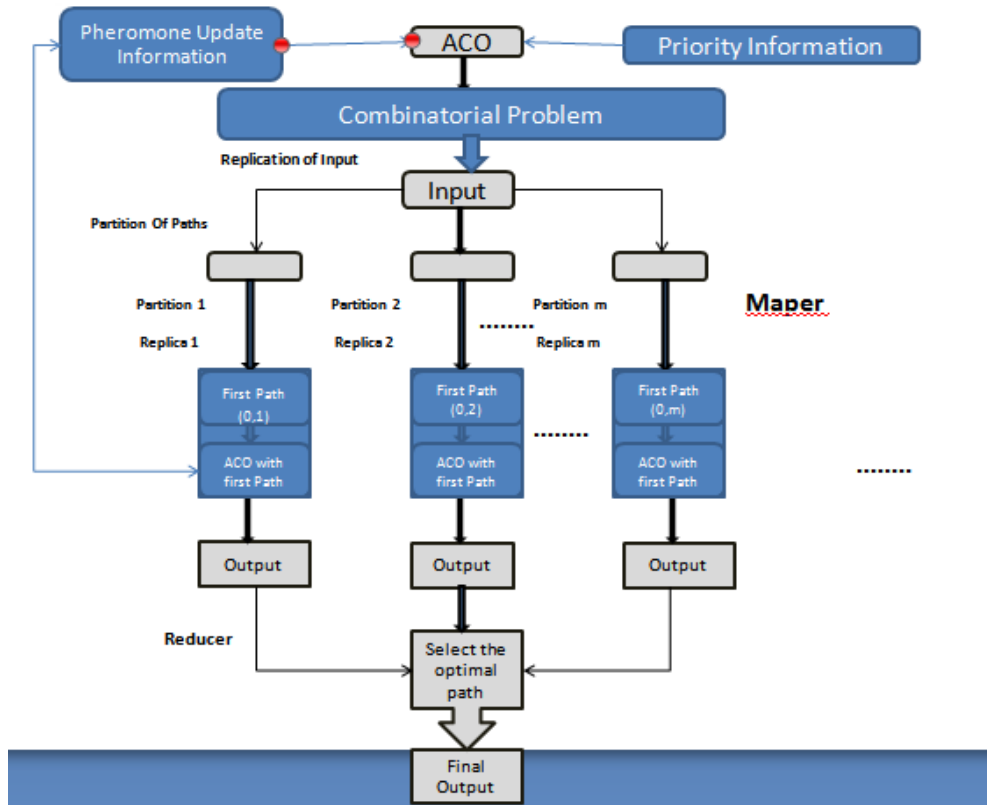 Pheromone Update
Information
ACO
Priority Information
Combinatorial Problem
Replication of Input
Input
Partition Of Paths
Partition 1
Partition 2
Partition m
Maper
........
Replica 1
Replica 2
Replica m
First Path
(0,1)
First Path
(0,2)
First Path
(0,m)
........
ACO with
first Path
ACO with
first Path
ACO with
first Path
........
Output
Output
Output
Reducer
Select the
optimal
path
Final
Output